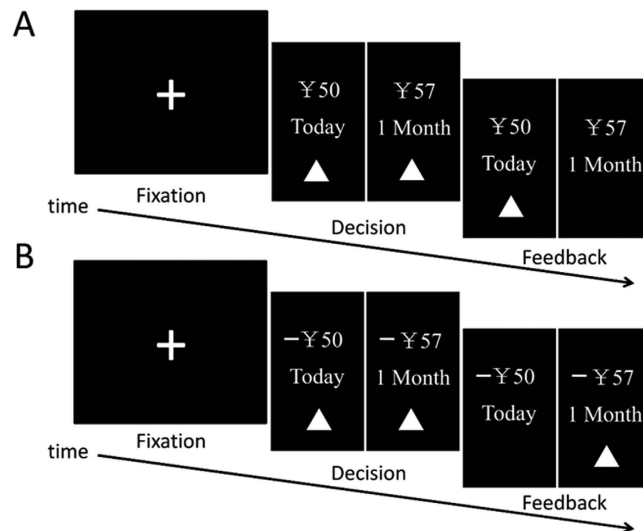 A
¥50
Today
¥57
1 Month
¥50
Today
¥57
1 Month
Fixation
time
Decision
Feedback
B
−¥50
Today
−¥57
1 Month
−¥50
Today
−¥57
1 Month
Fixation
time
Decision
Feedback